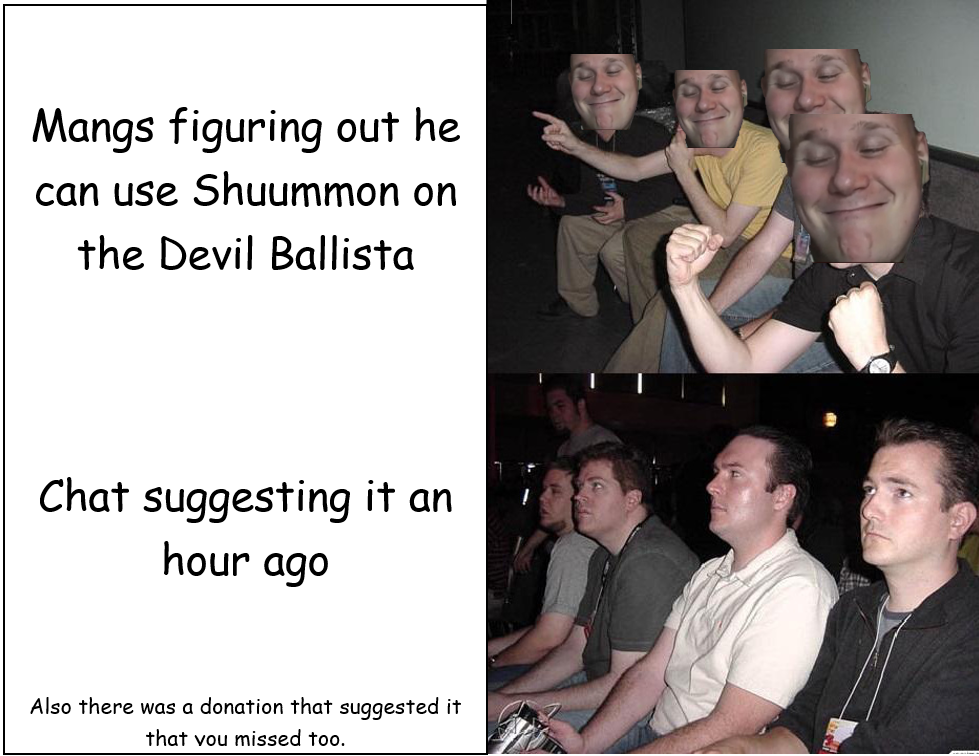 Mangs figuring out he
can use Shuummon on
the Devil Ballista
Chat suggesting it an
hour ago
Also there was a donation that suggested it
that you missed too.